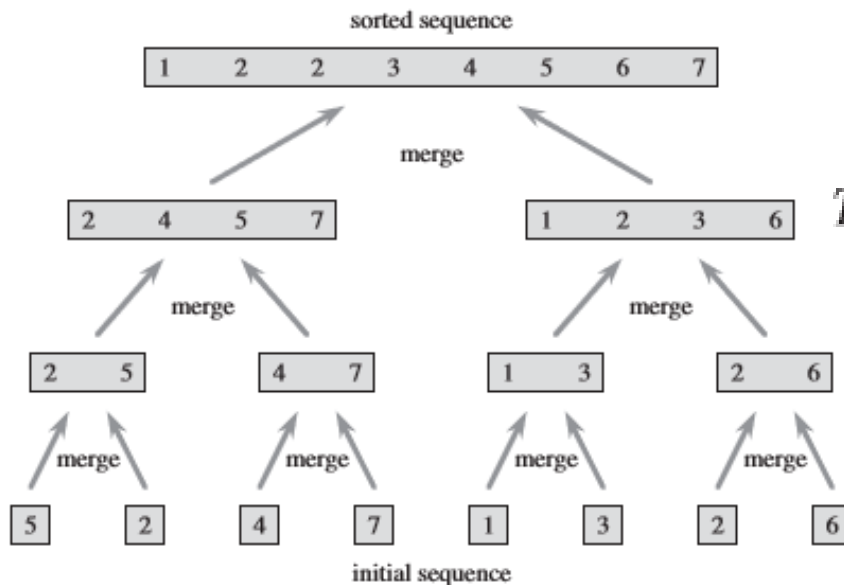 sorted sequence
1 2 2 3 4 5 6 7
merge
2 4 5 7
1 2 3 6
merge
merge
2 5
4 7
1 3
2 6
merge
merge
merge
merge
5
2
4
7
1
3
2
6
initial sequence